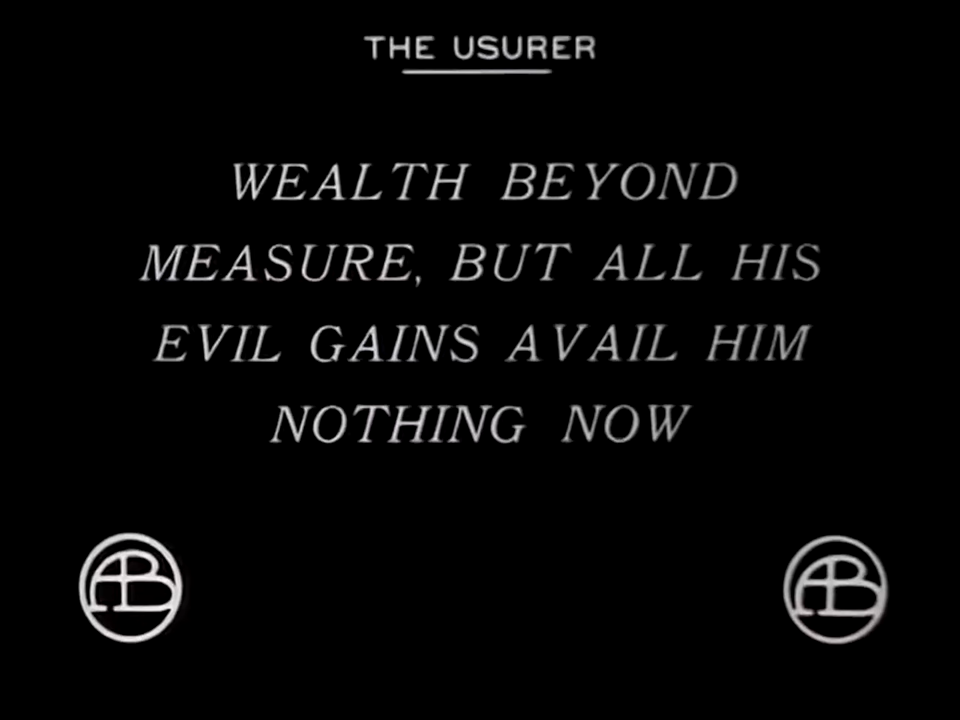 THE USURER
WEALTH BEYOND
MEASURE, BUT ALL HIS
EVIL GAINS AVAIL HIM
NOTHING NOW
AB AB